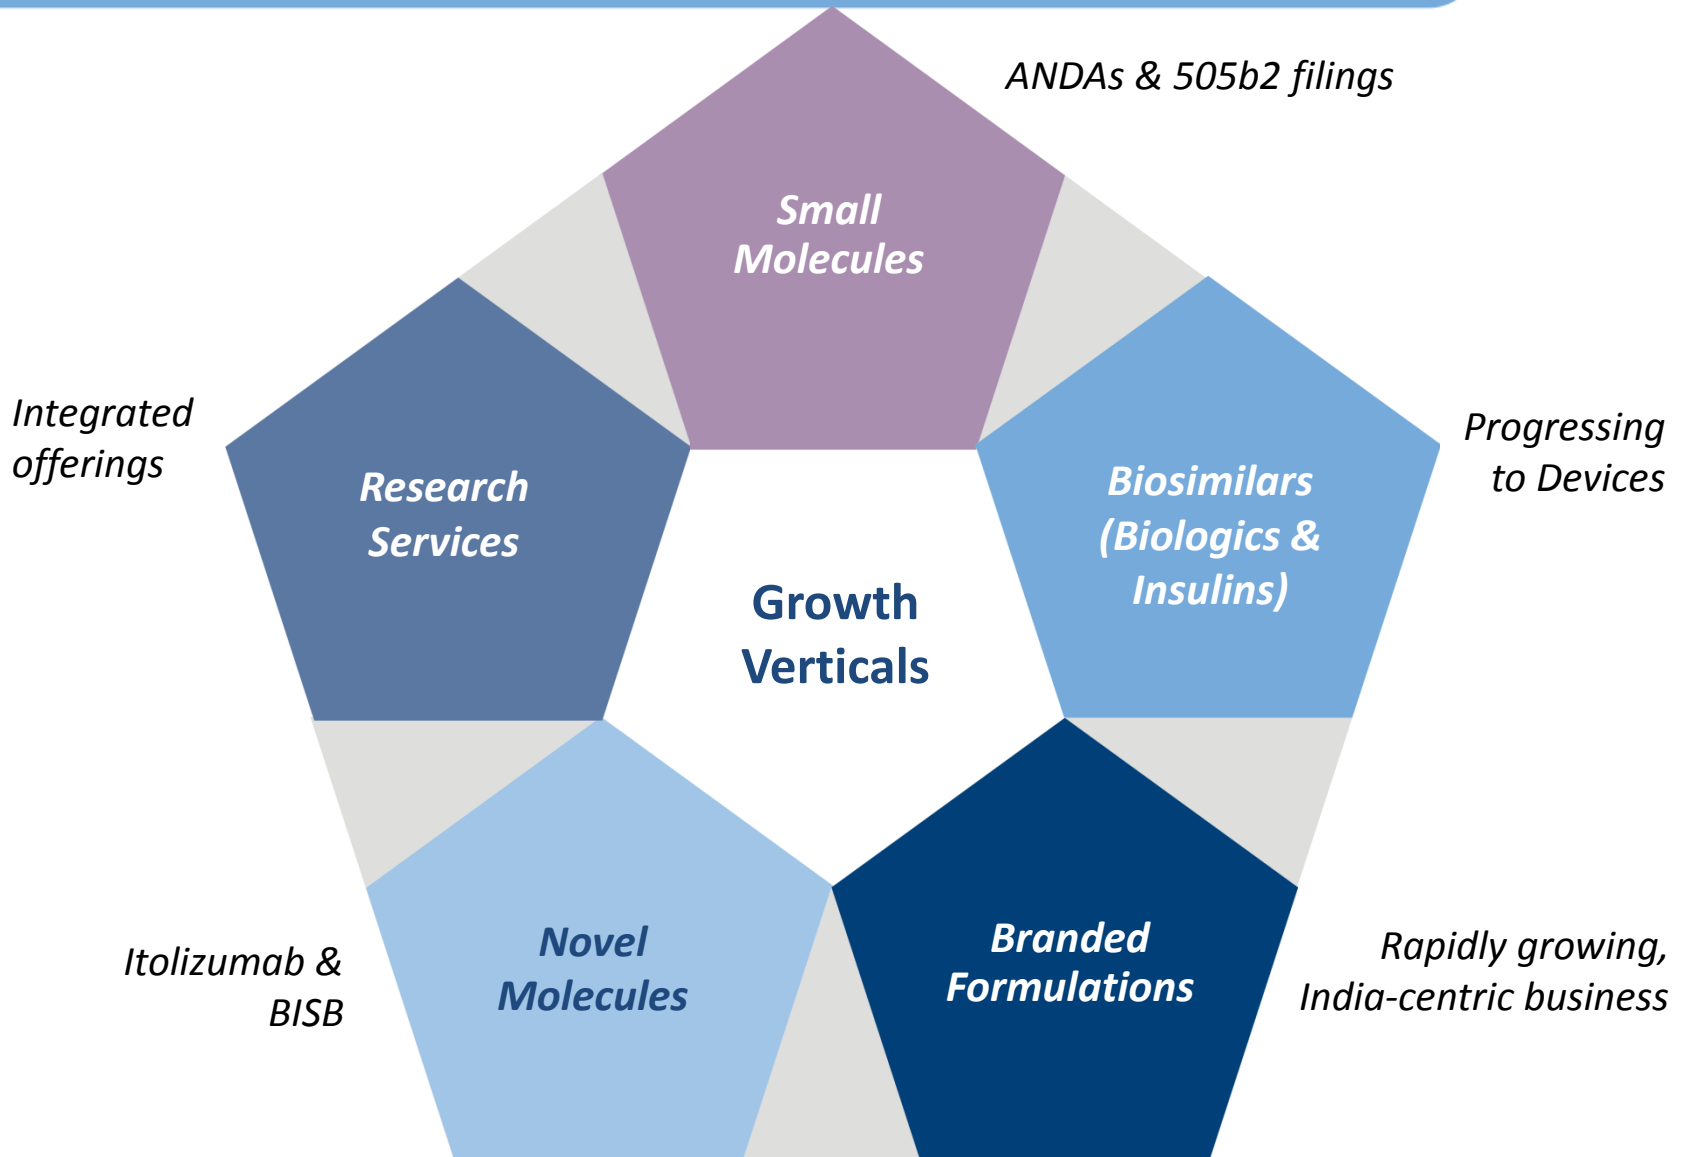 ANDAs & 505b2 filings
Small
Molecules
Integrated
offerings
Research
Services
Biosimilars
(Biologics &
Insulins)
Progressing
to Devices
Growth
Verticals
Itolizumab &
BISB
Novel
Molecules
Branded
Formulations
Rapidly growing,
India-centric business